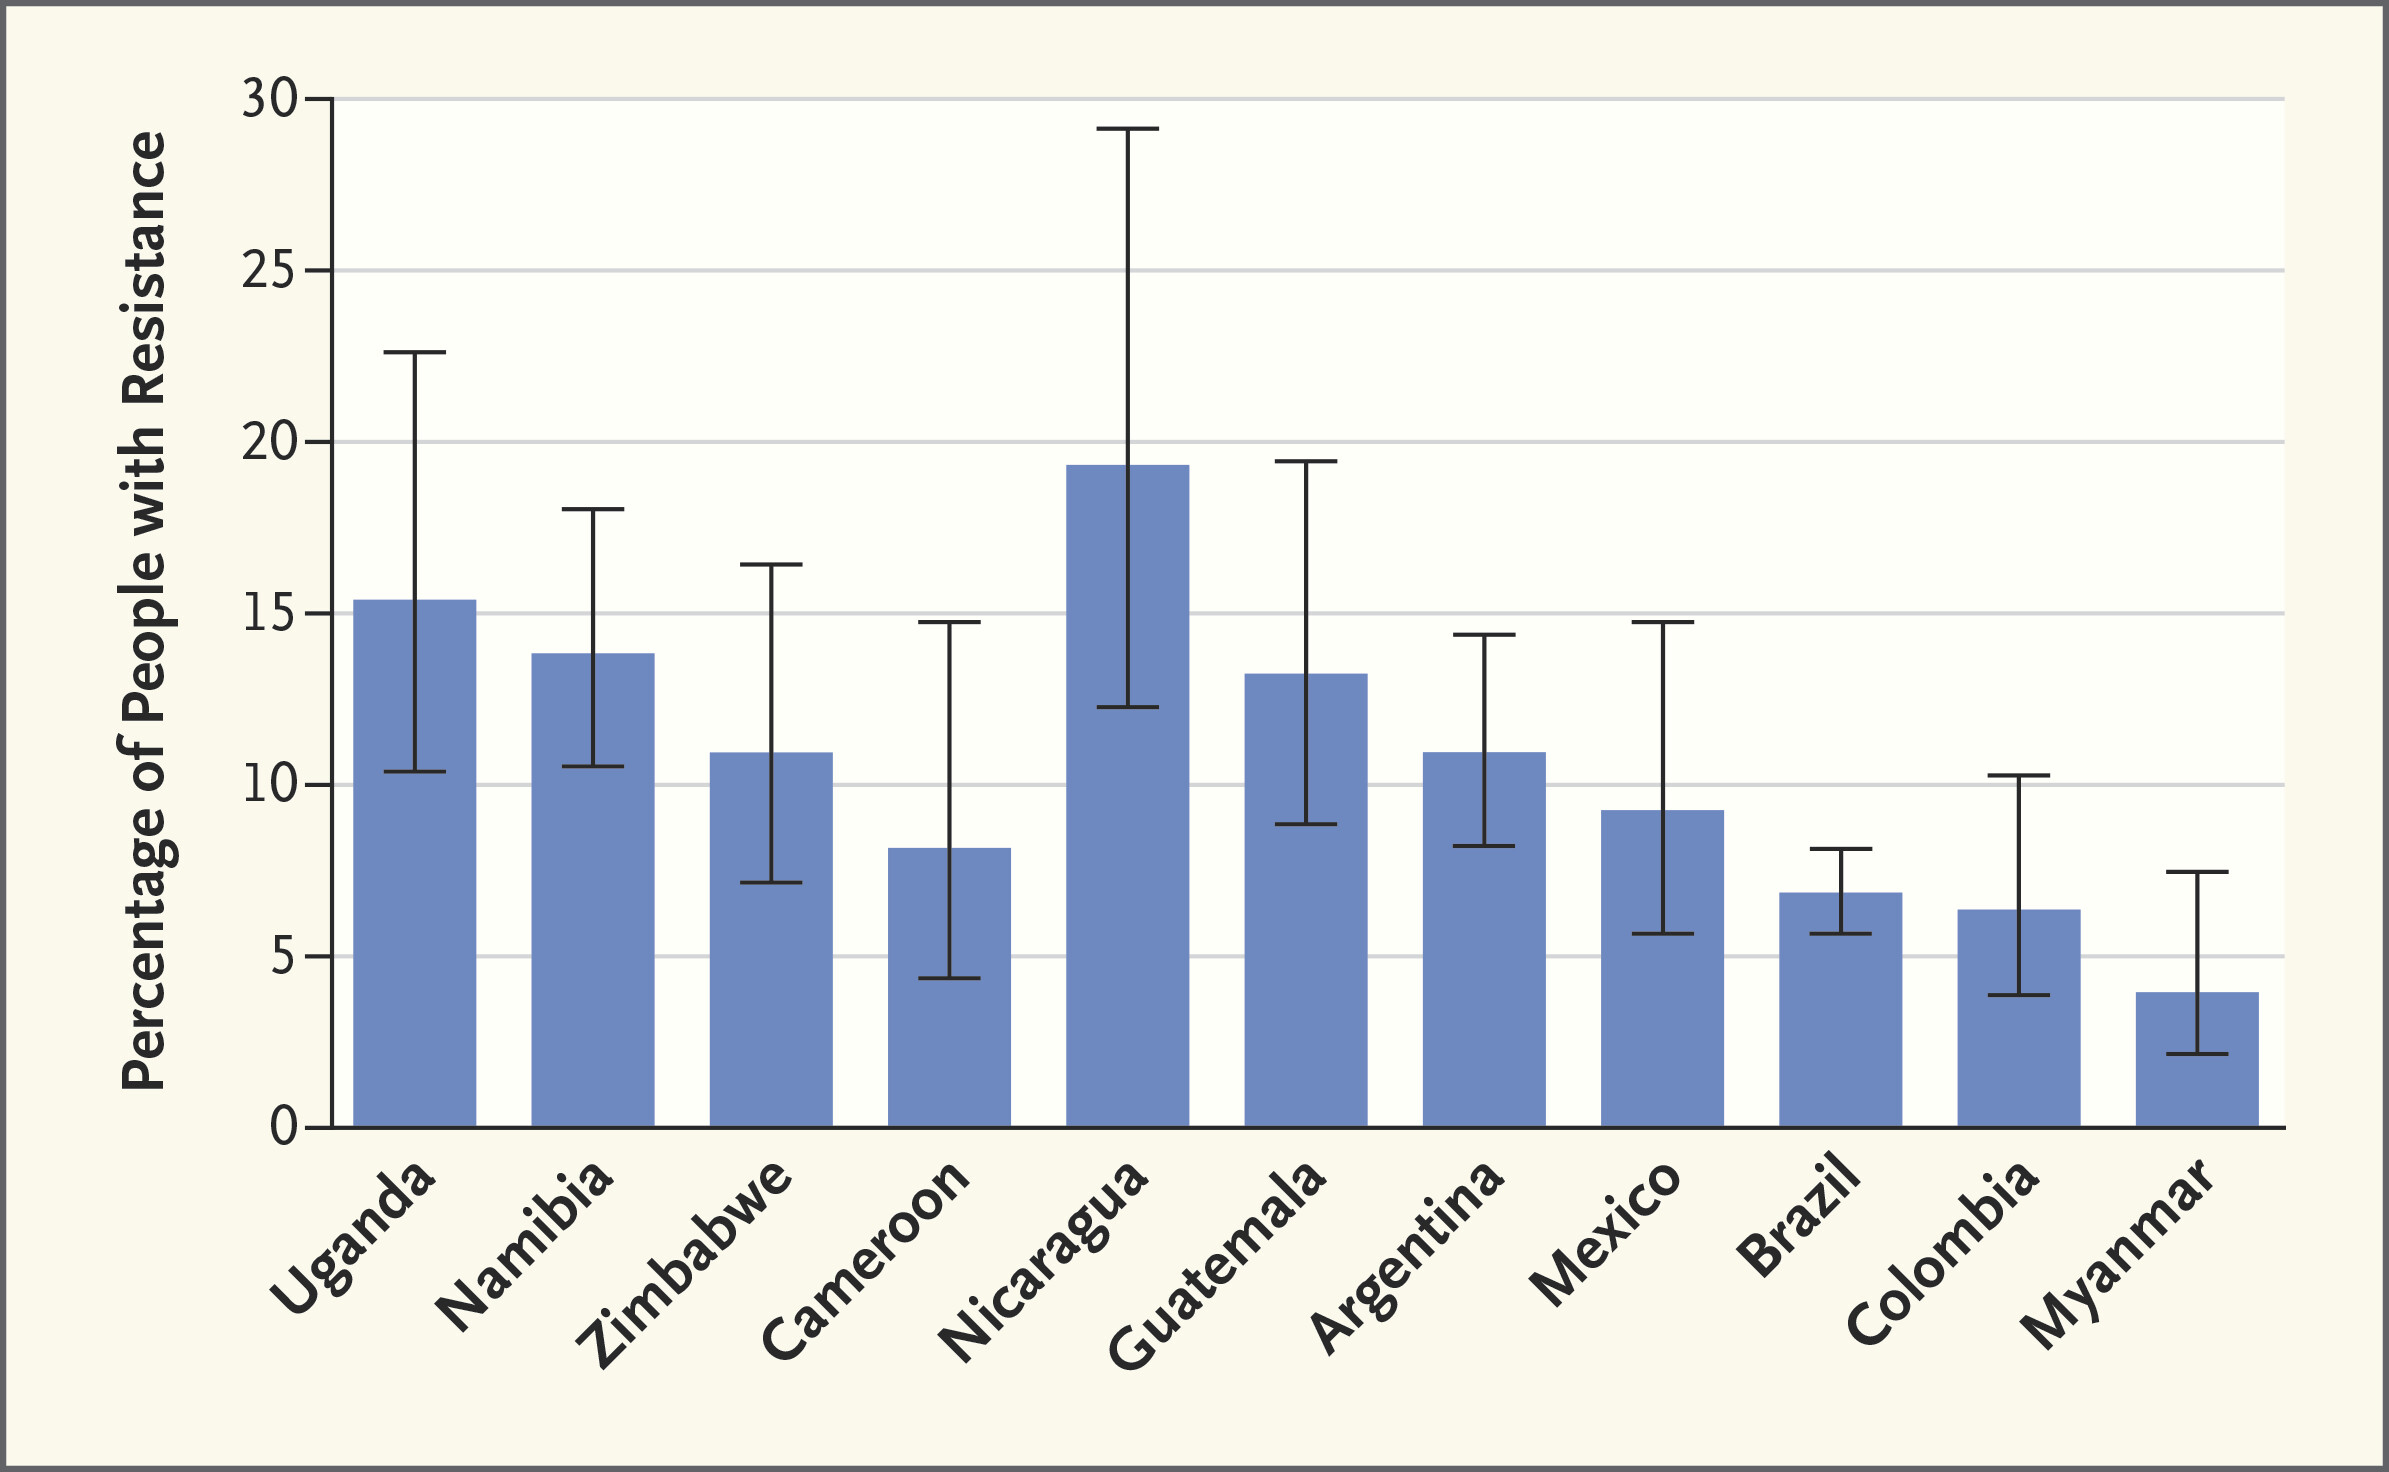 Percentage of People with Resistance
30
25
20
15
10
5
0
Uganda
Namibia
Zimbabwe
Cameroon
Nicaragua
Guatemala
Argentina
Mexico
Brazil
Colombia
Myanmar